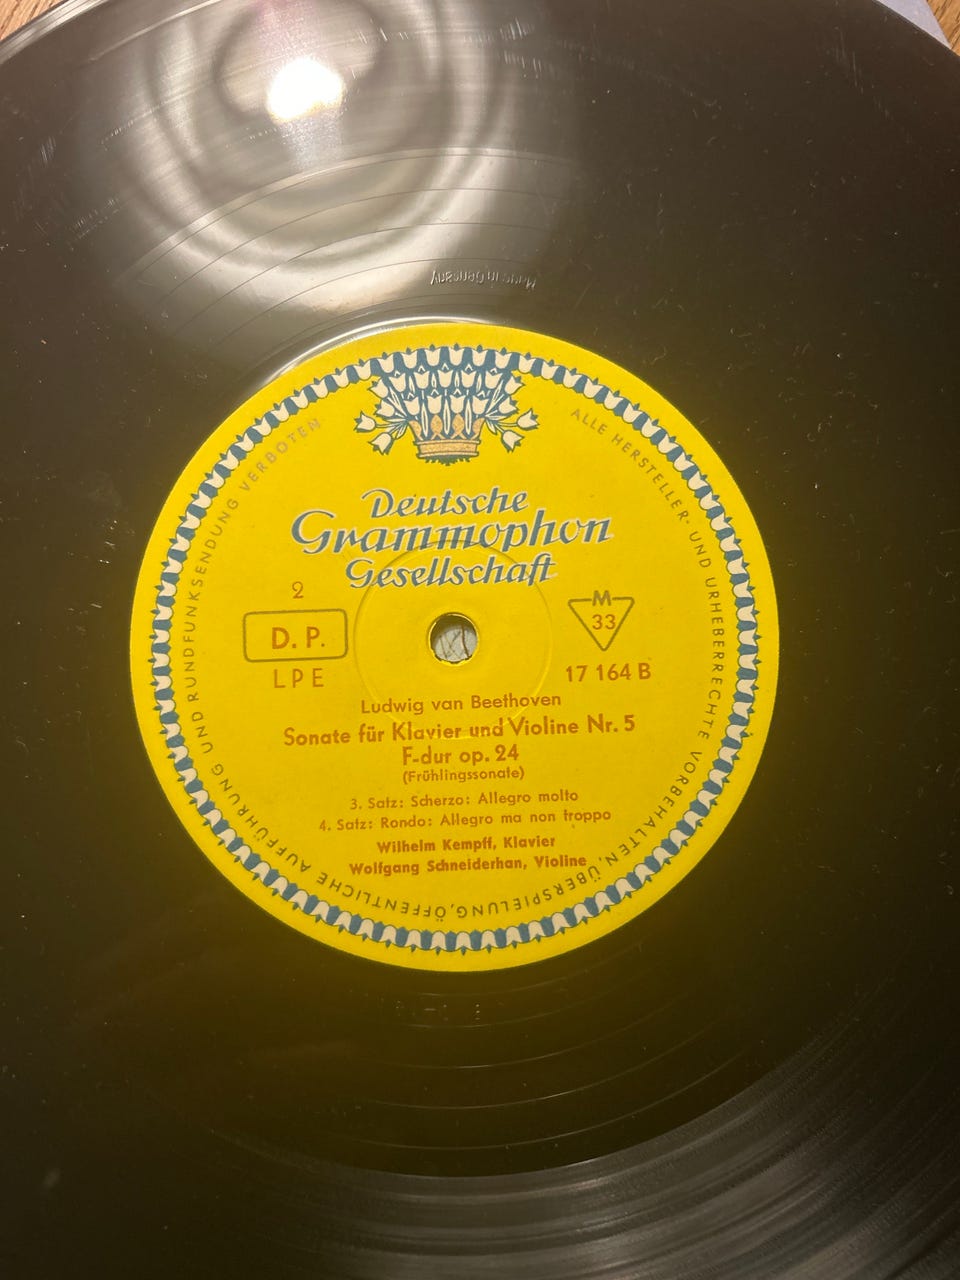 Made in Germany
Deutsche
Grammophon
Gesellschaft
2
D. P.
LPE
M
33
17 164 B
Ludwig van Beethoven
Sonate für Klavier und Violine Nr. 5
F-dur op. 24
(Frühlingssonate)
3. Satz: Scherzo: Allegro molto
4. Satz: Rondo: Allegro ma non troppo
Wilhelm Kempff, Klavier
Wolfgang Schneiderhan, Violine
ALLE HERSTELLER- UND URHEBERRECHTE VORBEHALTEN, ÜBERSPIELUNG, ÖFFENTLICHE AUFFÜHRUNG UND RUNDFUNKSENDUNG VERBOTEN